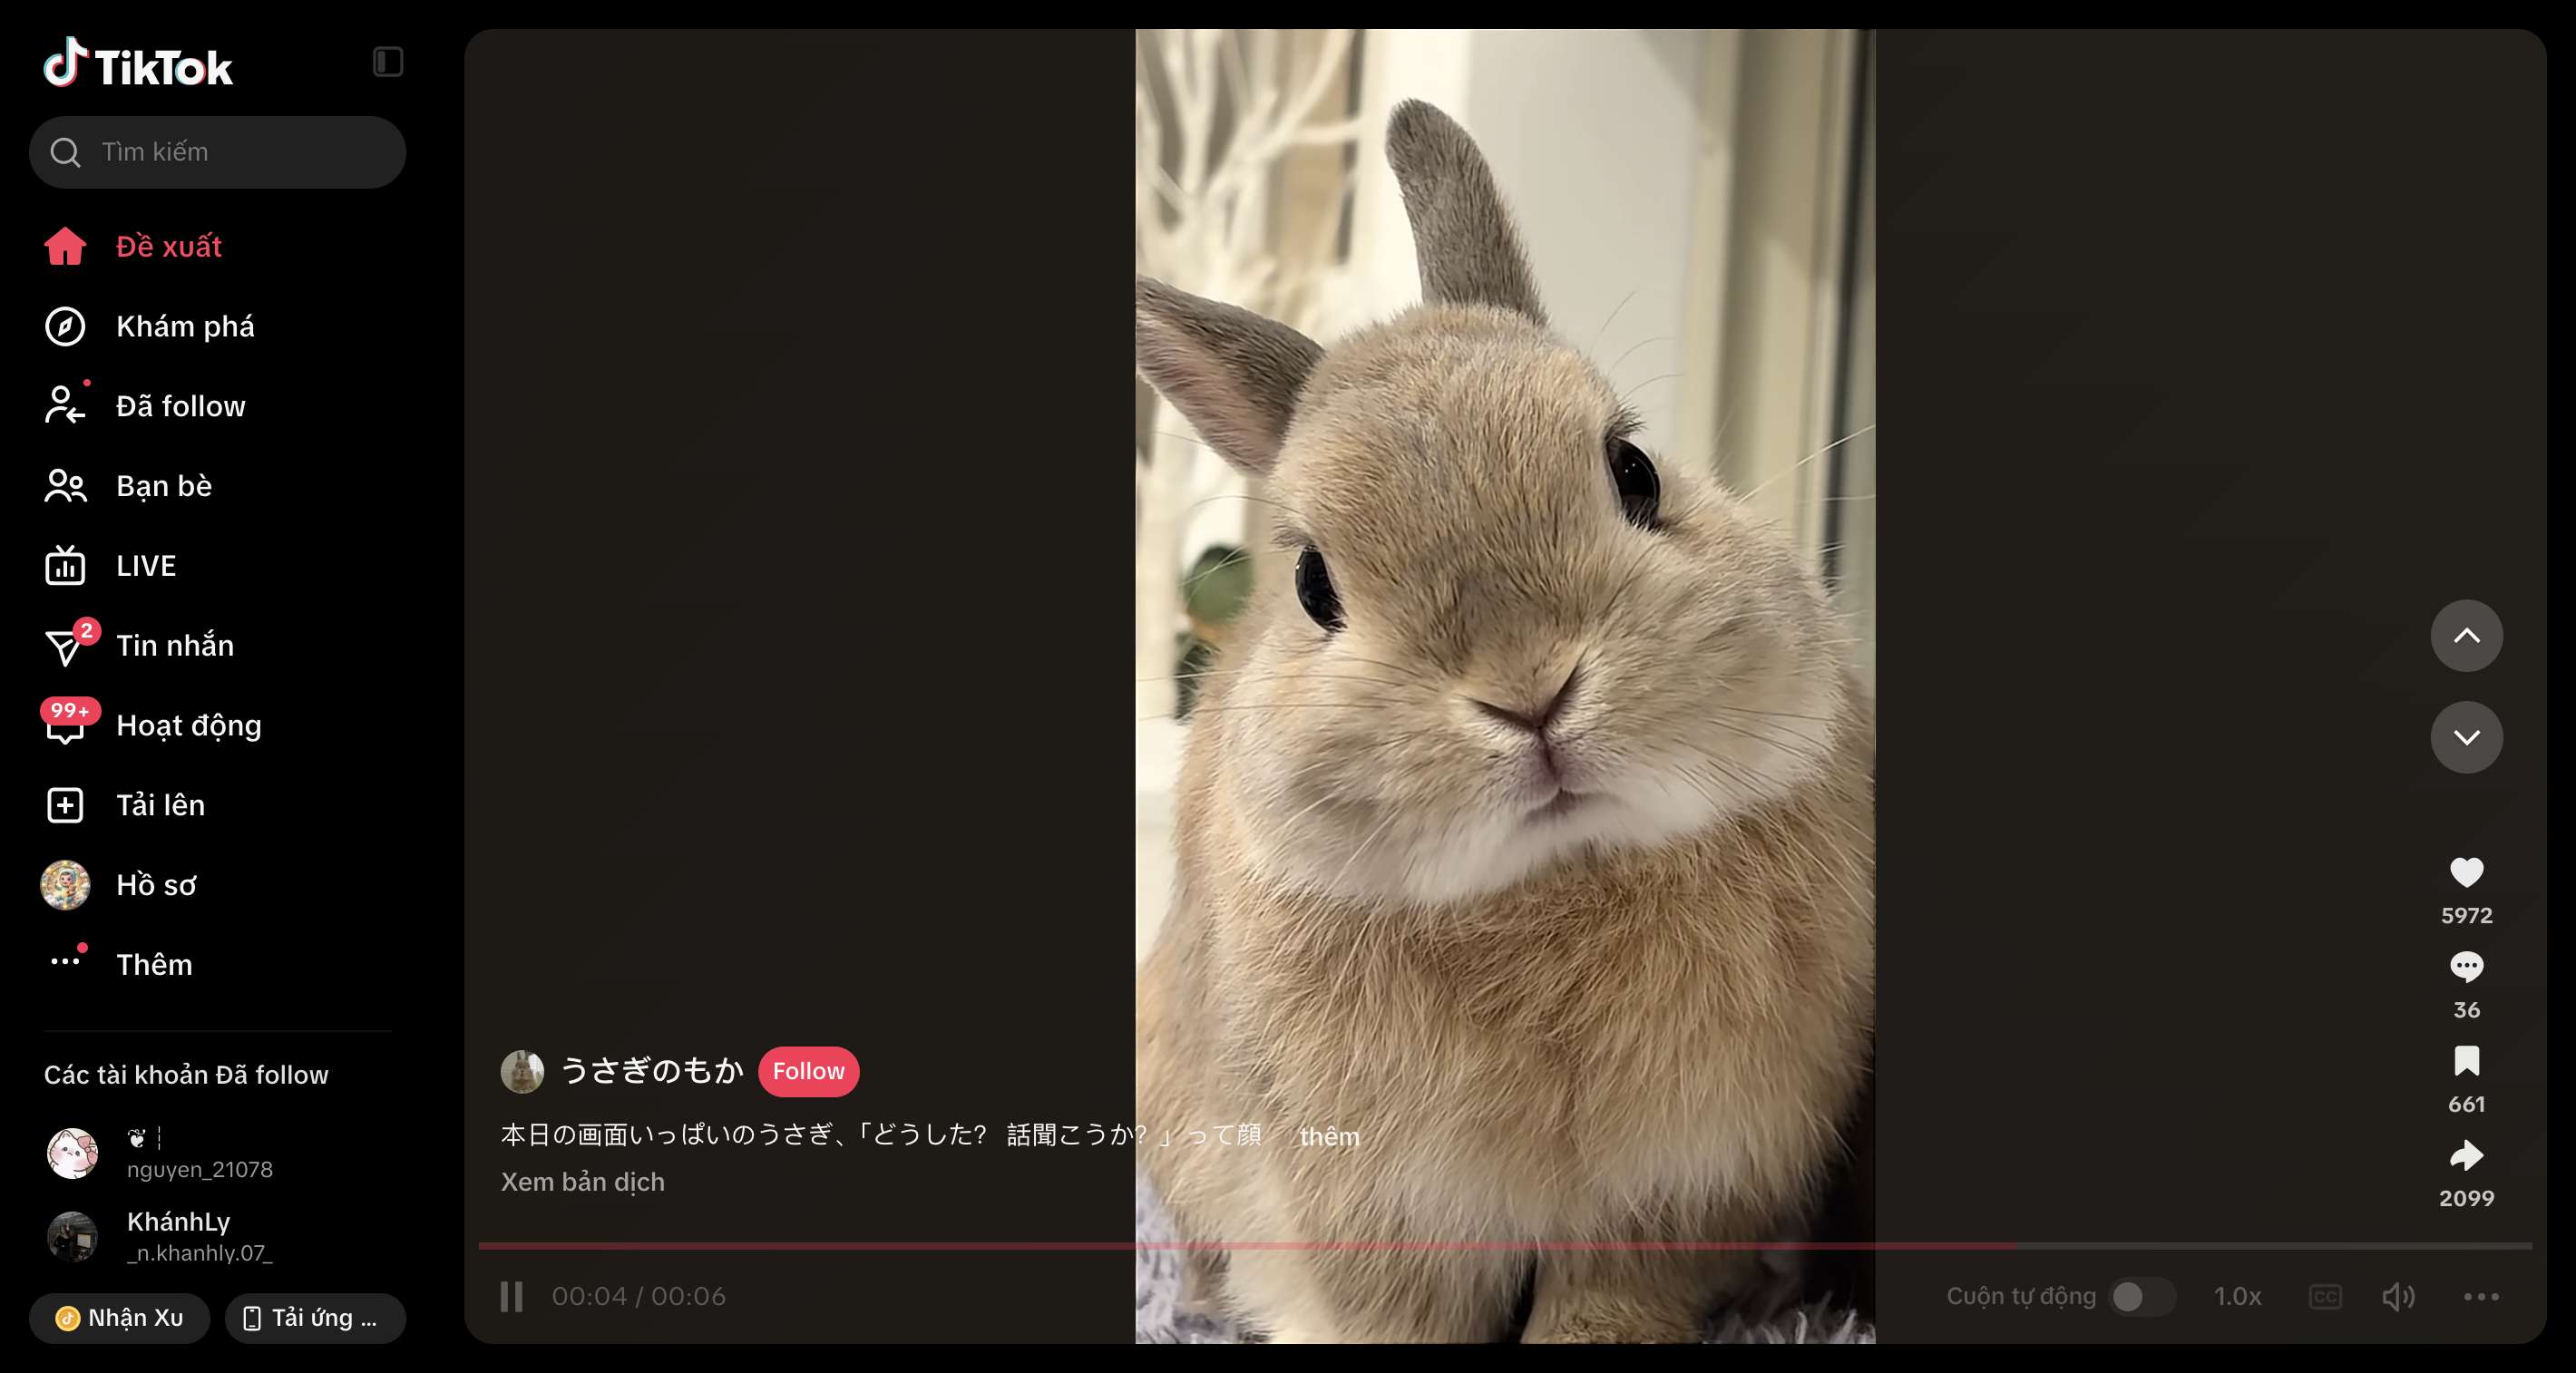 TikTok
Tìm kiếm
Đề xuất
Khám phá
Đã follow
Bạn bè
LIVE
2
Tin nhắn
99+
Hoạt động
Tải lên
Hồ sơ
Thêm
Các tài khoản Đã follow
nguyen_21078
KhánhLy
_n.khanhly.07_
Nhận Xu
Tải ứng ...
うさぎのもか Follow
本日の画面いっぱいのうさぎ、「どうした? 話聞こうか? 」って顔 thêm
Xem bản dịch
00:04 / 00:06
5972
36
661
2099
Cuộn tự động
1.0x
CC